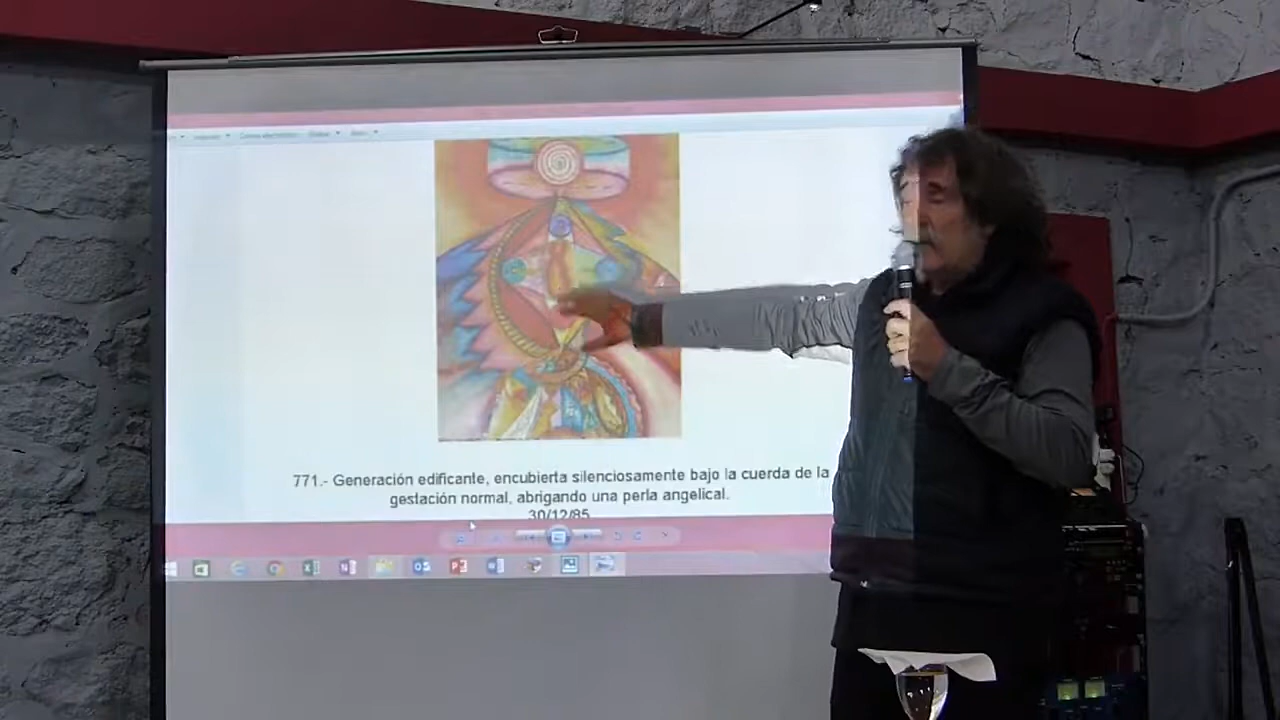 771.- Generación edificante, encubierta silenciosamente bajo la cuerda de la
gestación normal, abrigando una perla angelical.
30/12/85